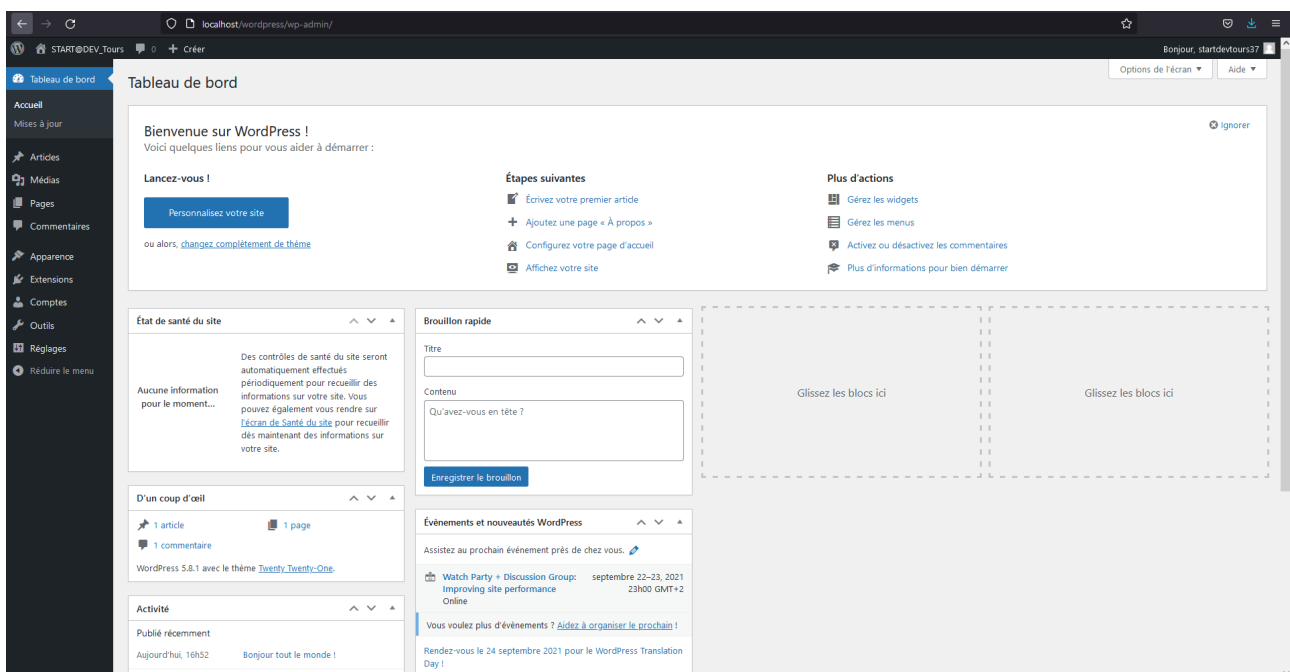 localhost/wordpress/wp-admin/
START@DEV_Tours 0 + Créer
Bonjour, startdevtours37
Tableau de bord
Accueil
Mises à jour
Articles
Médias
Pages
Commentaires
Apparence
Extensions
Comptes
Outils
Réglages
Réduire le menu
Options de l'écran ▼
Aide ▼
Tableau de bord
Bienvenue sur WordPress !
Ignorer
Voici quelques liens pour vous aider à démarrer :
Lancez-vous !
Personnalisez votre site
ou alors, changez complètement de thème
Étapes suivantes
Écrivez votre premier article
Ajoutez une page « À propos »
Configurez votre page d'accueil
Affichez votre site
Plus d'actions
Gérez les widgets
Gérez les menus
Activez ou désactivez les commentaires
Plus d'informations pour bien démarrer
État de santé du site
Aucune information
pour le moment...
Des contrôles de santé du site seront
automatiquement effectués
périodiquement pour recueillir des
informations sur votre site. Vous
pouvez également vous rendre sur
l'écran de Santé du site pour recueillir
dès maintenant des informations sur
votre site.
D'un coup d'œil
1 article
1 page
1 commentaire
WordPress 5.8.1 avec le thème Twenty Twenty-One.
Activité
Publié récemment
Aujourd'hui, 16h52 Bonjour tout le monde !
Brouillon rapide
Titre
Contenu
Qu'avez-vous en tête ?
Enregistrer le brouillon
Évènements et nouveautés WordPress
Assistez au prochain événement près de chez vous.
Watch Party + Discussion Group:
Improving site performance
Online
septembre 22–23, 2021
23h00 GMT+2
Vous voulez plus d'évènements ? Aidez à organiser le prochain !
Rendez-vous le 24 septembre 2021 pour le WordPress Translation
Day !
Glissez les blocs ici
Glissez les blocs ici